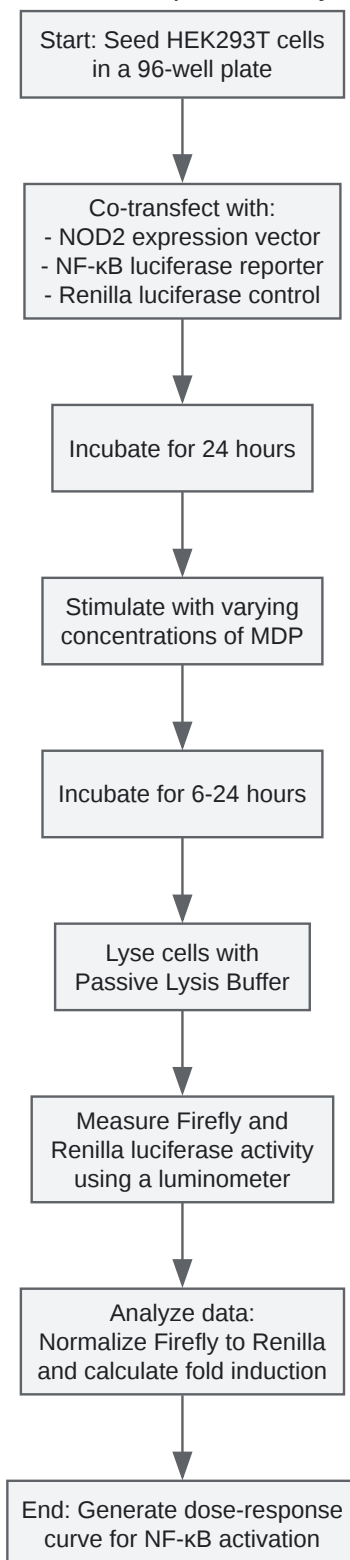 Start: Seed HEK293T cells
in a 96-well plate
Co-transfect with:
- NOD2 expression vector
- NF-κB luciferase reporter
- Renilla luciferase control
Incubate for 24 hours
Stimulate with varying
concentrations of MDP
Incubate for 6-24 hours
Lyse cells with
Passive Lysis Buffer
Measure Firefly and
Renilla luciferase activity
using a luminometer
Analyze data:
Normalize Firefly to Renilla
and calculate fold induction
End: Generate dose-response
curve for NF-κB activation